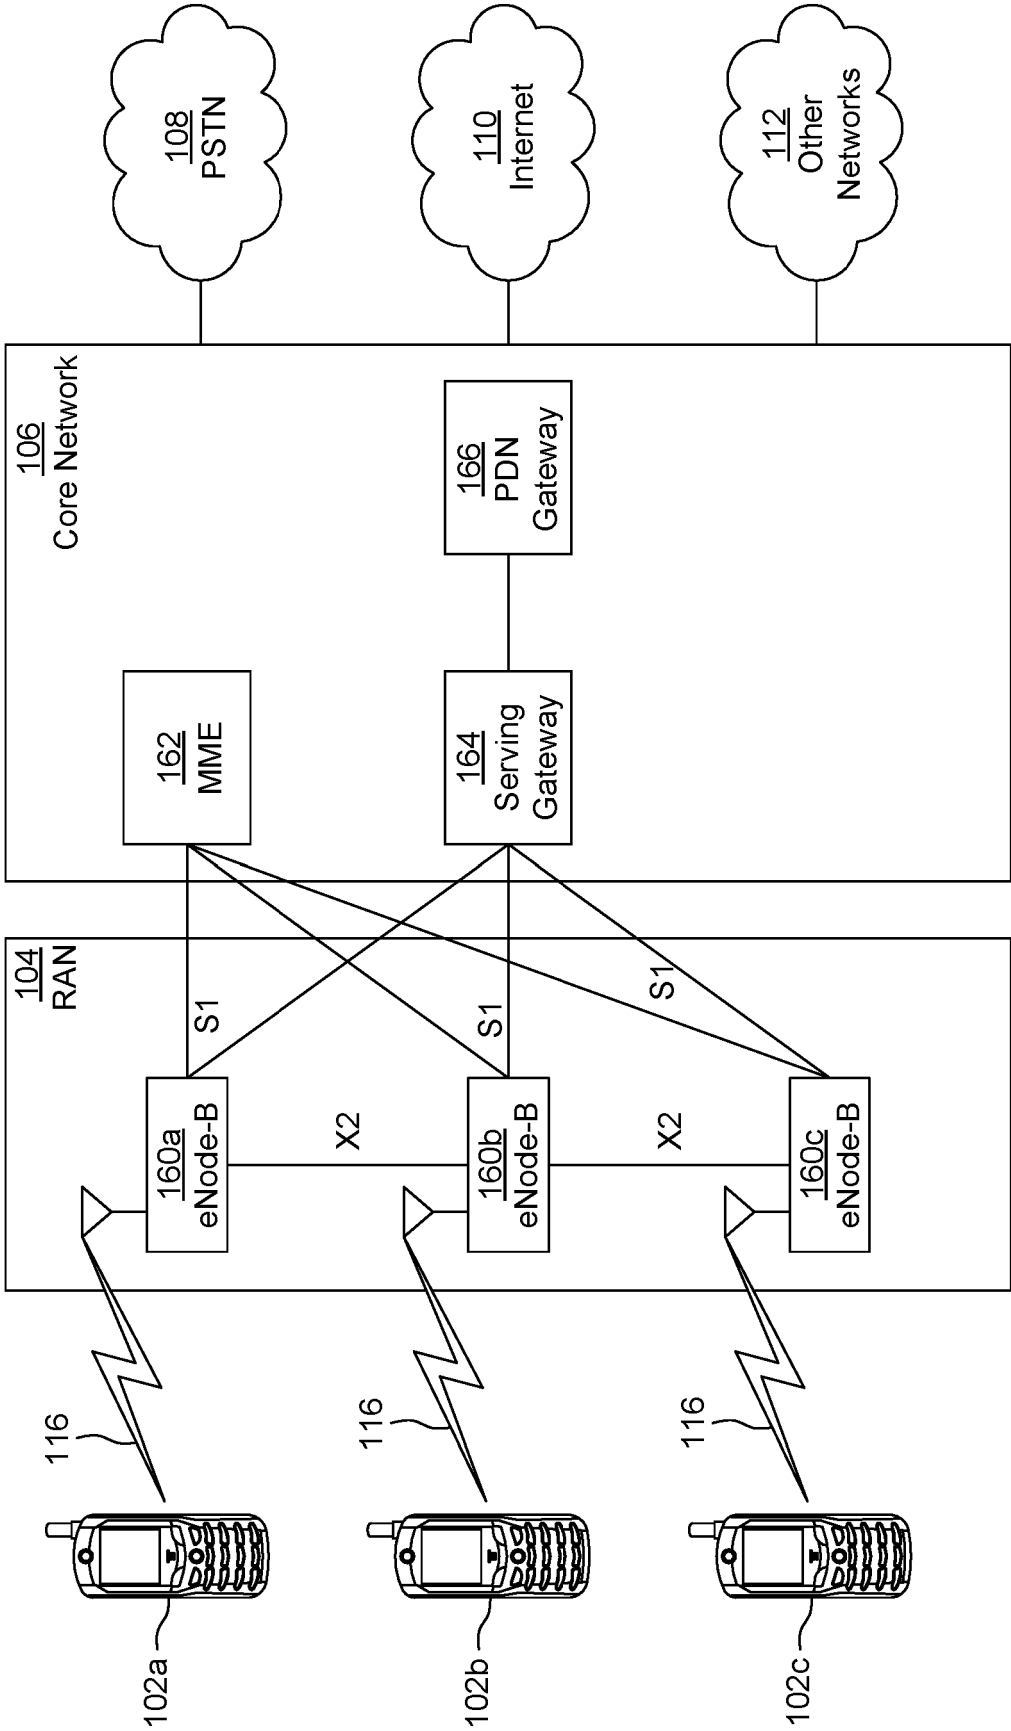 102a
116
160a
eNode-B
104
RAN
S1
162
MME
106
Core Network
108
PSTN
X2
102b
116
160b
eNode-B
S1
164
Serving
Gateway
166
PDN
Gateway
110
Internet
X2
102c
116
160c
eNode-B
S1
112
Other
Networks